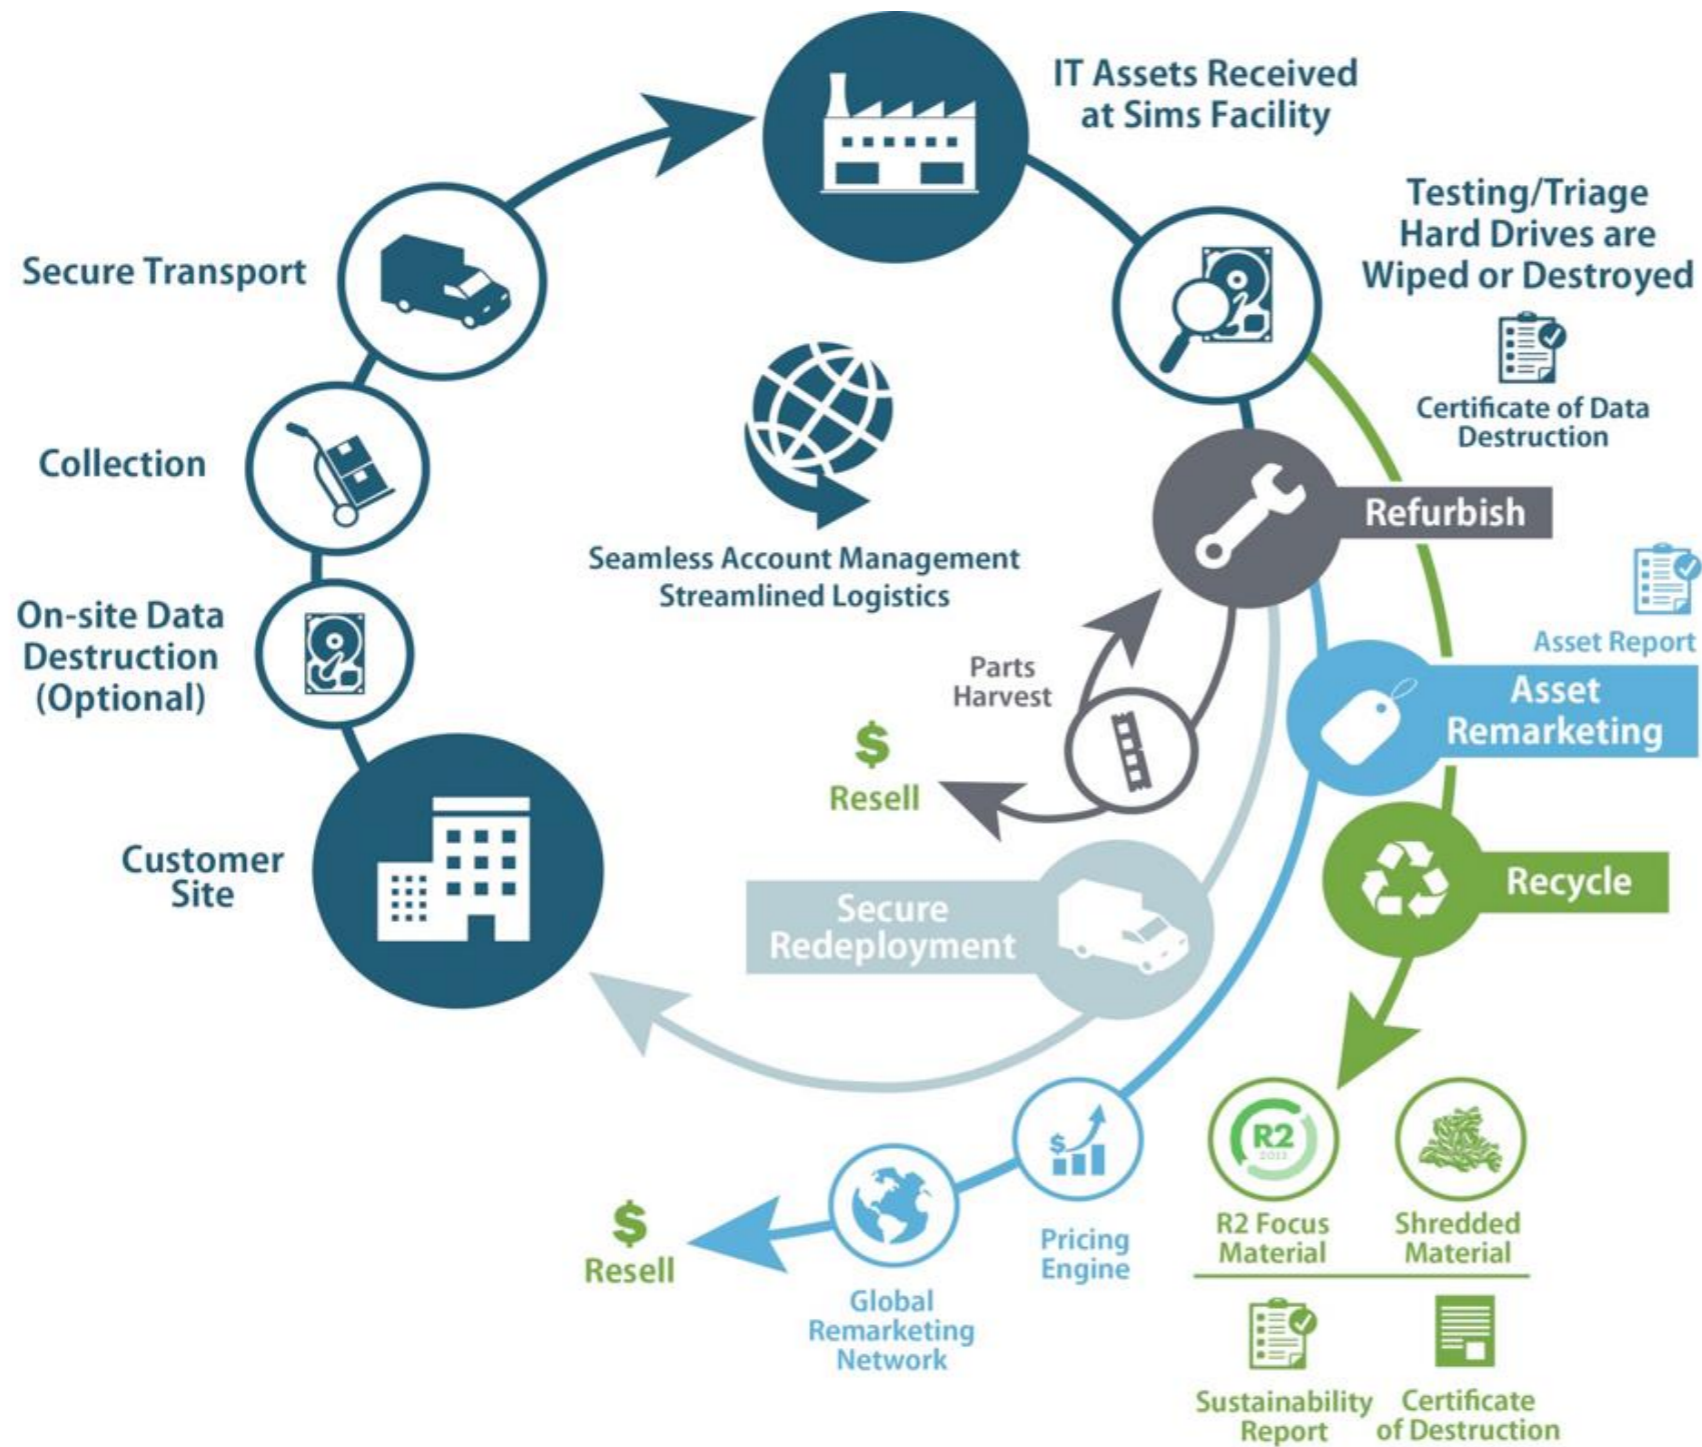 IT Assets Received
at Sims Facility
Testing/Triage
Hard Drives are
Wiped or Destroyed
Certificate of Data
Destruction
Secure Transport
Collection
On-site Data
Destruction
(Optional)
Customer
Site
Seamless Account Management
Streamlined Logistics
Refurbish
Asset Report
Asset
Remarketing
Parts
Harvest
$
Resell
Secure
Redeployment
Recycle
$
Pricing
Engine
Global
Remarketing
Network
$
Resell
R2
2013
R2 Focus
Material
Shredded
Material
Sustainability
Report
Certificate
of Destruction